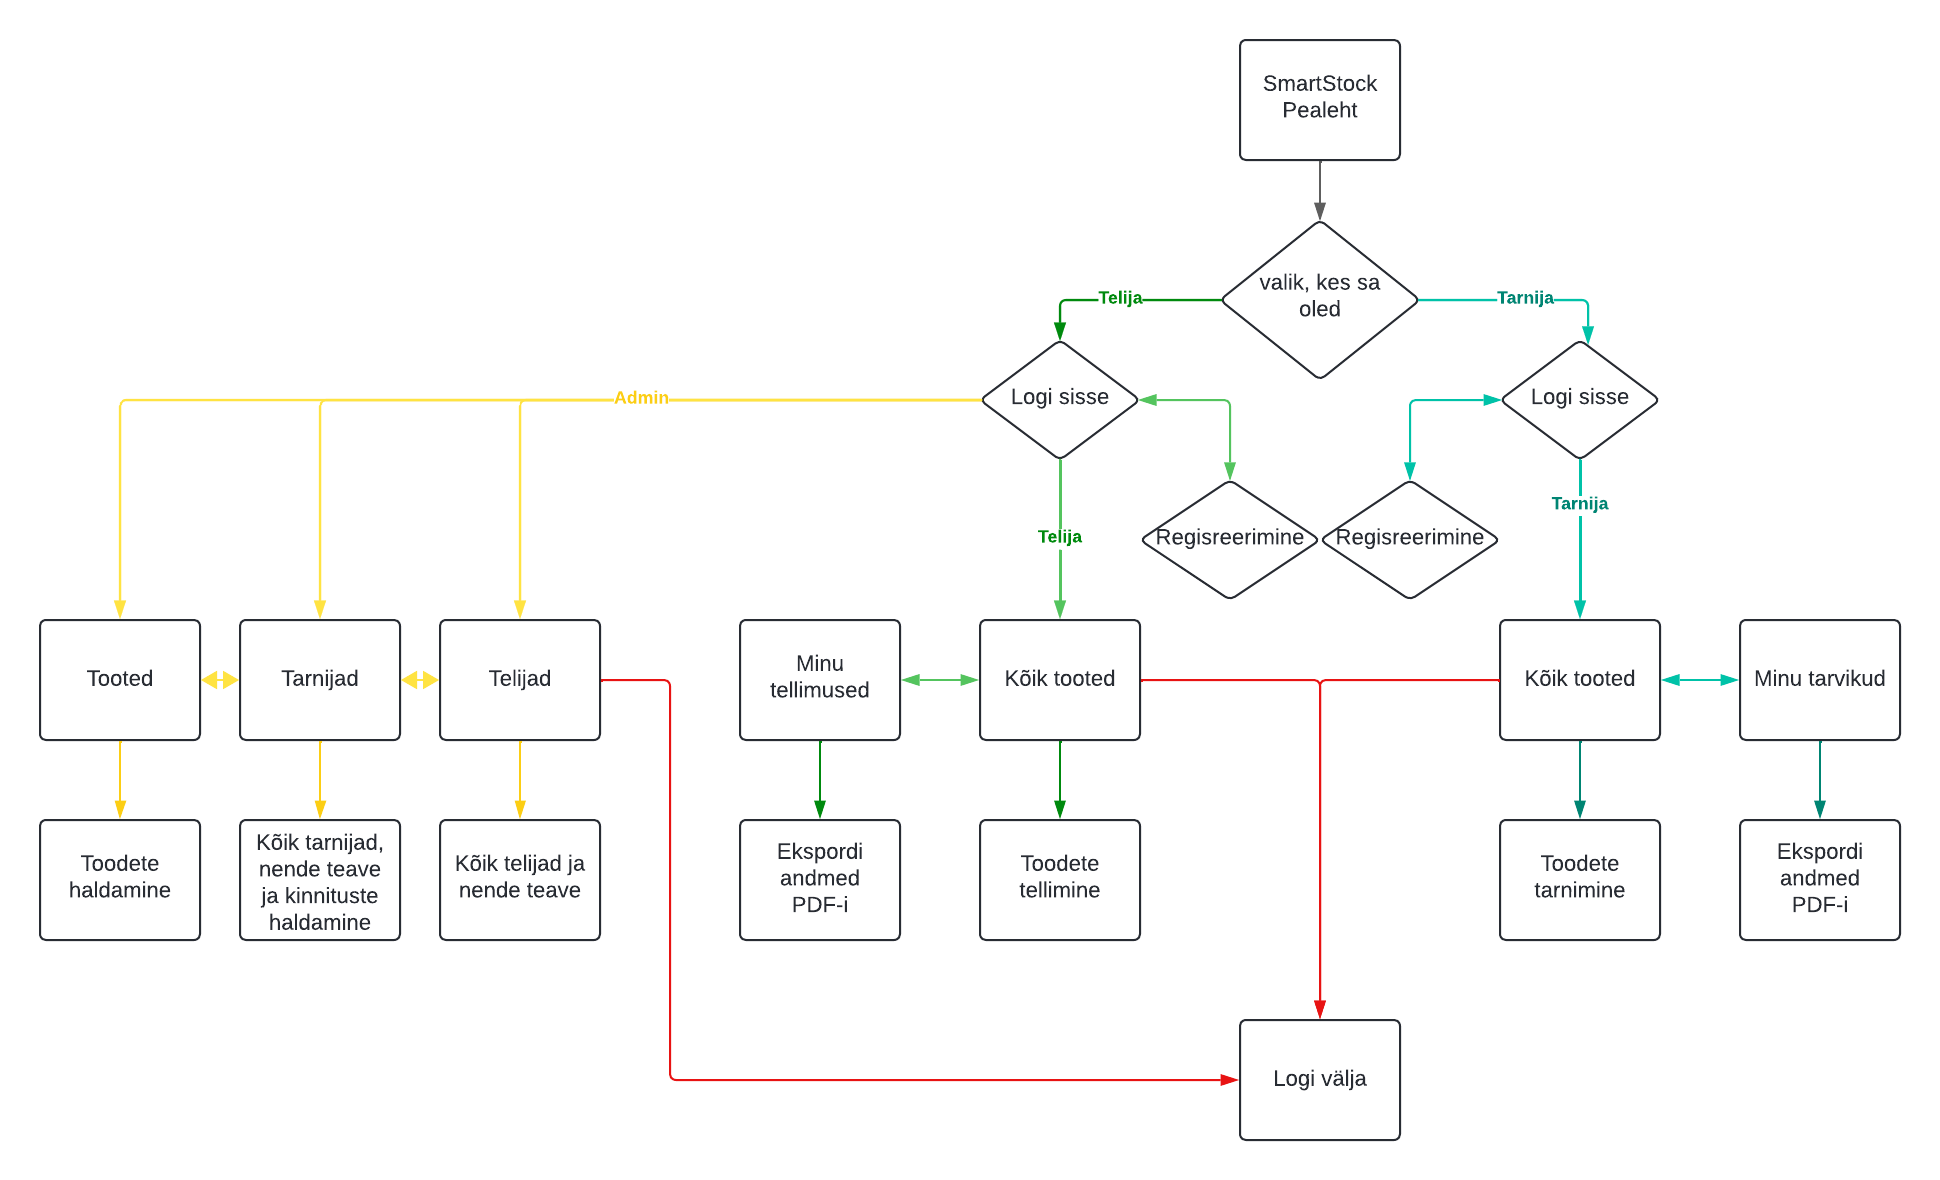 SmartStock
Pealeht
valik, kes sa
oled
Telija
Tarnija
Admin
Logi sisse
Logi sisse
Tarnija
Telija
Regisreerimine
Regisreerimine
Tooted
Tarnijad
Telijad
Minu
tellimused
Kõik tooted
Kõik tooted
Minu tarvikud
Toodete
haldamine
Kõik tarnijad,
nende teave
ja kinnituste
haldamine
Kõik telijad ja
nende teave
Ekspordi
andmed
PDF-i
Toodete
tellimine
Toodete
tarnimine
Ekspordi
andmed
PDF-i
Logi välja